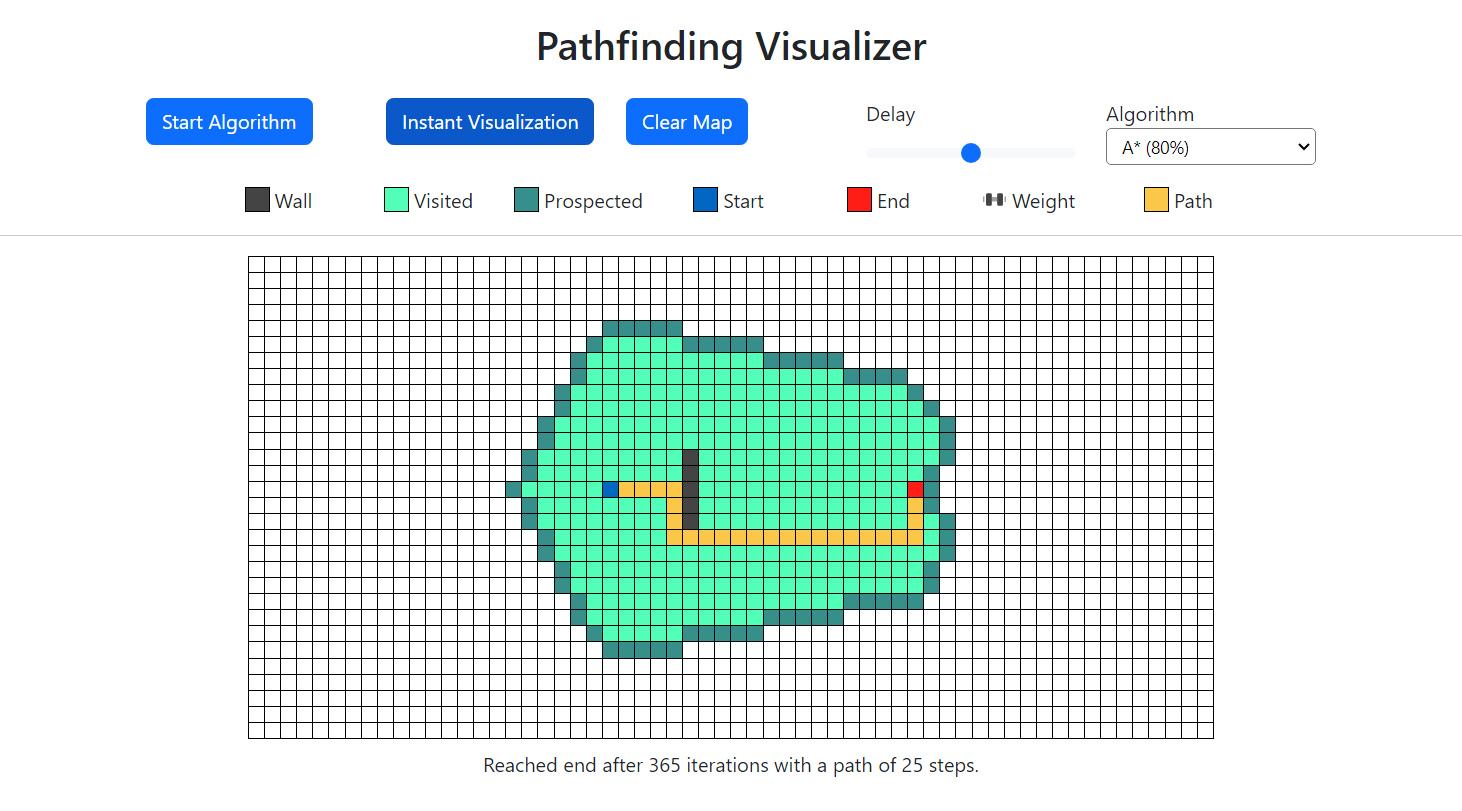 Pathfinding Visualizer
Start Algorithm
Instant Visualization
Clear Map
Delay
Algorithm
A* (80%)
Wall
Visited
Prospected
Start
End
Weight
Path
Reached end after 365 iterations with a path of 25 steps.